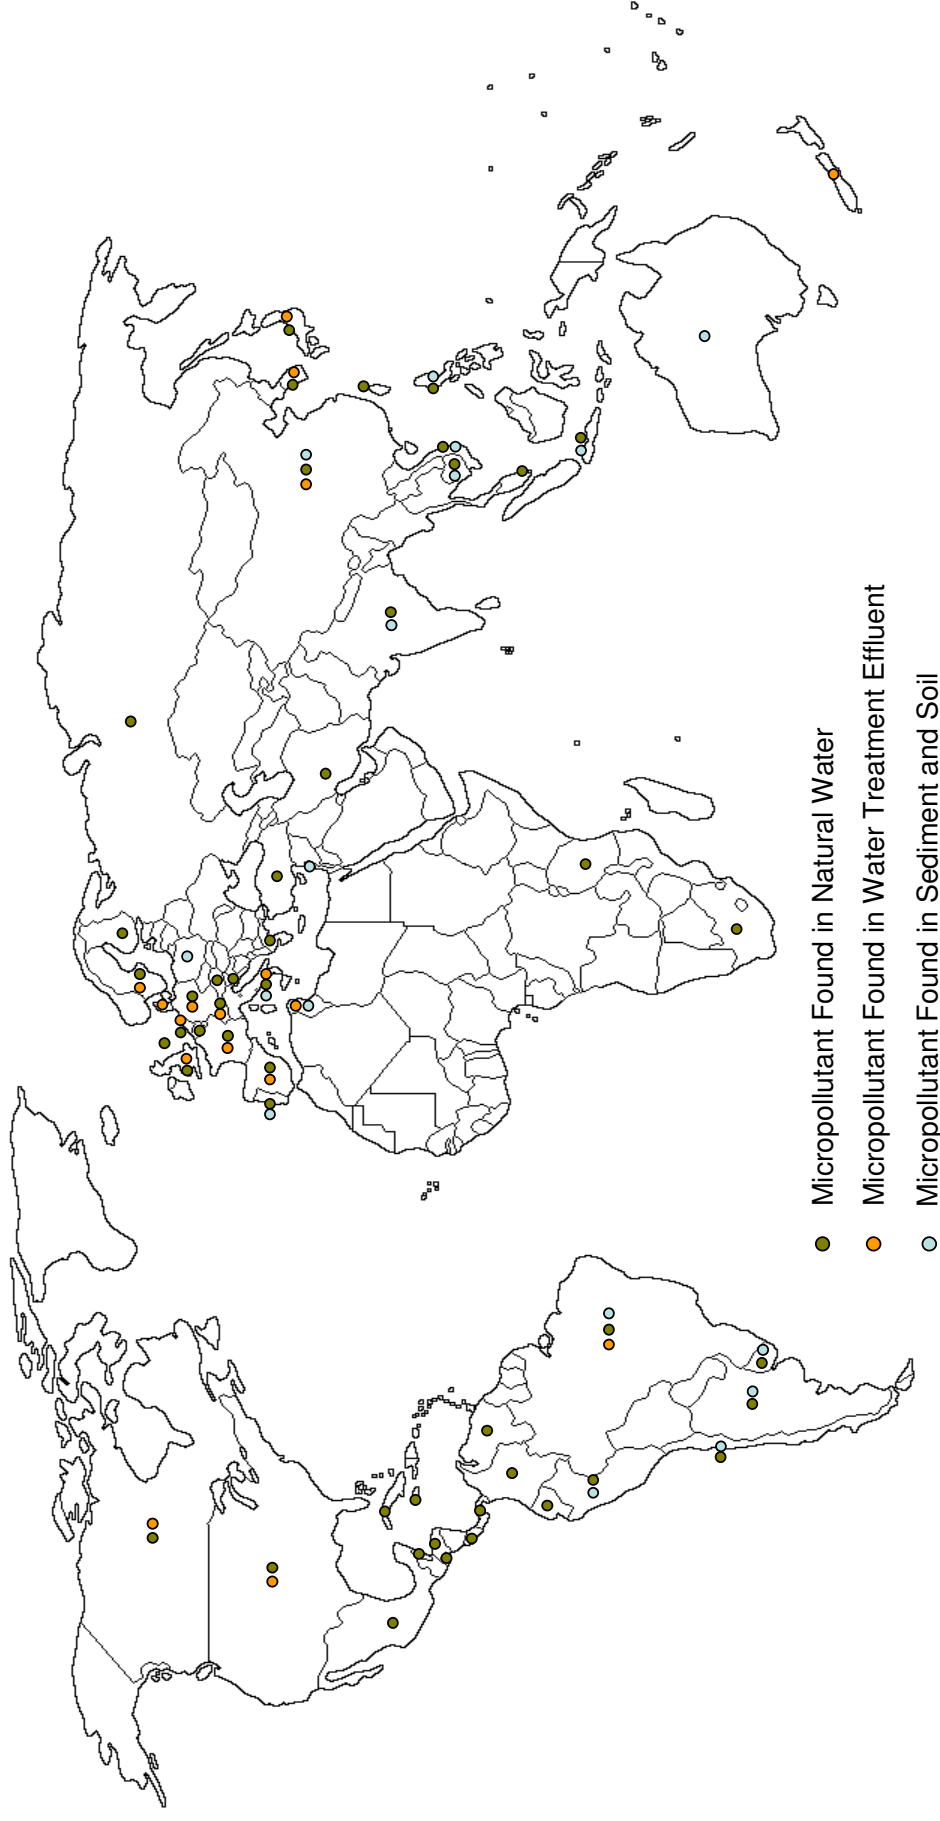 Micropollutant Found in Natural Water
Micropollutant Found in Water Treatment Effluent
Micropollutant Found in Sediment and Soil